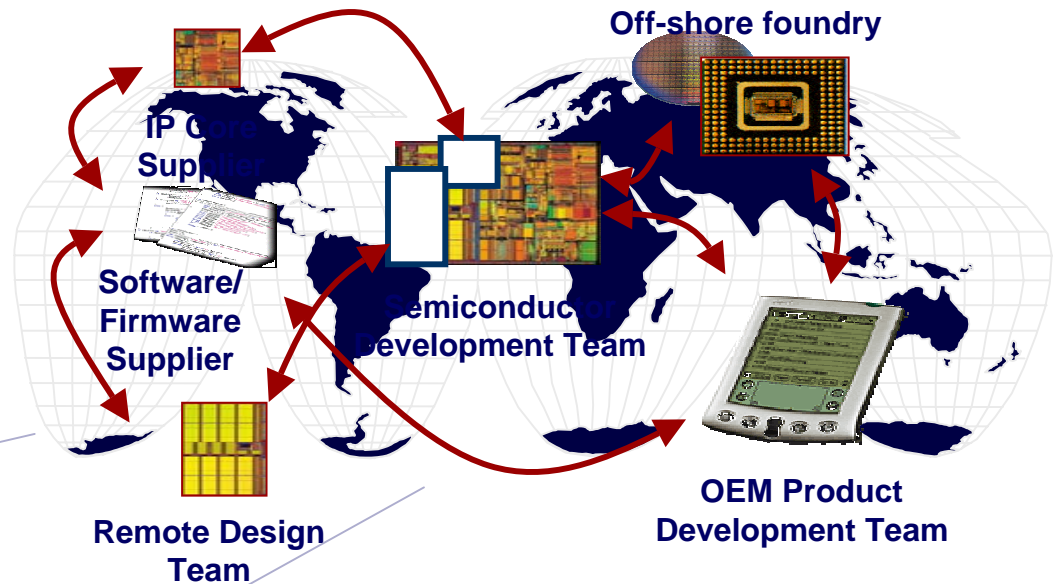 Off-shore foundry
IP Core
Supplier
Software/
Firmware
Supplier
Semiconductor
Development Team
OEM Product
Development Team
Remote Design
Team